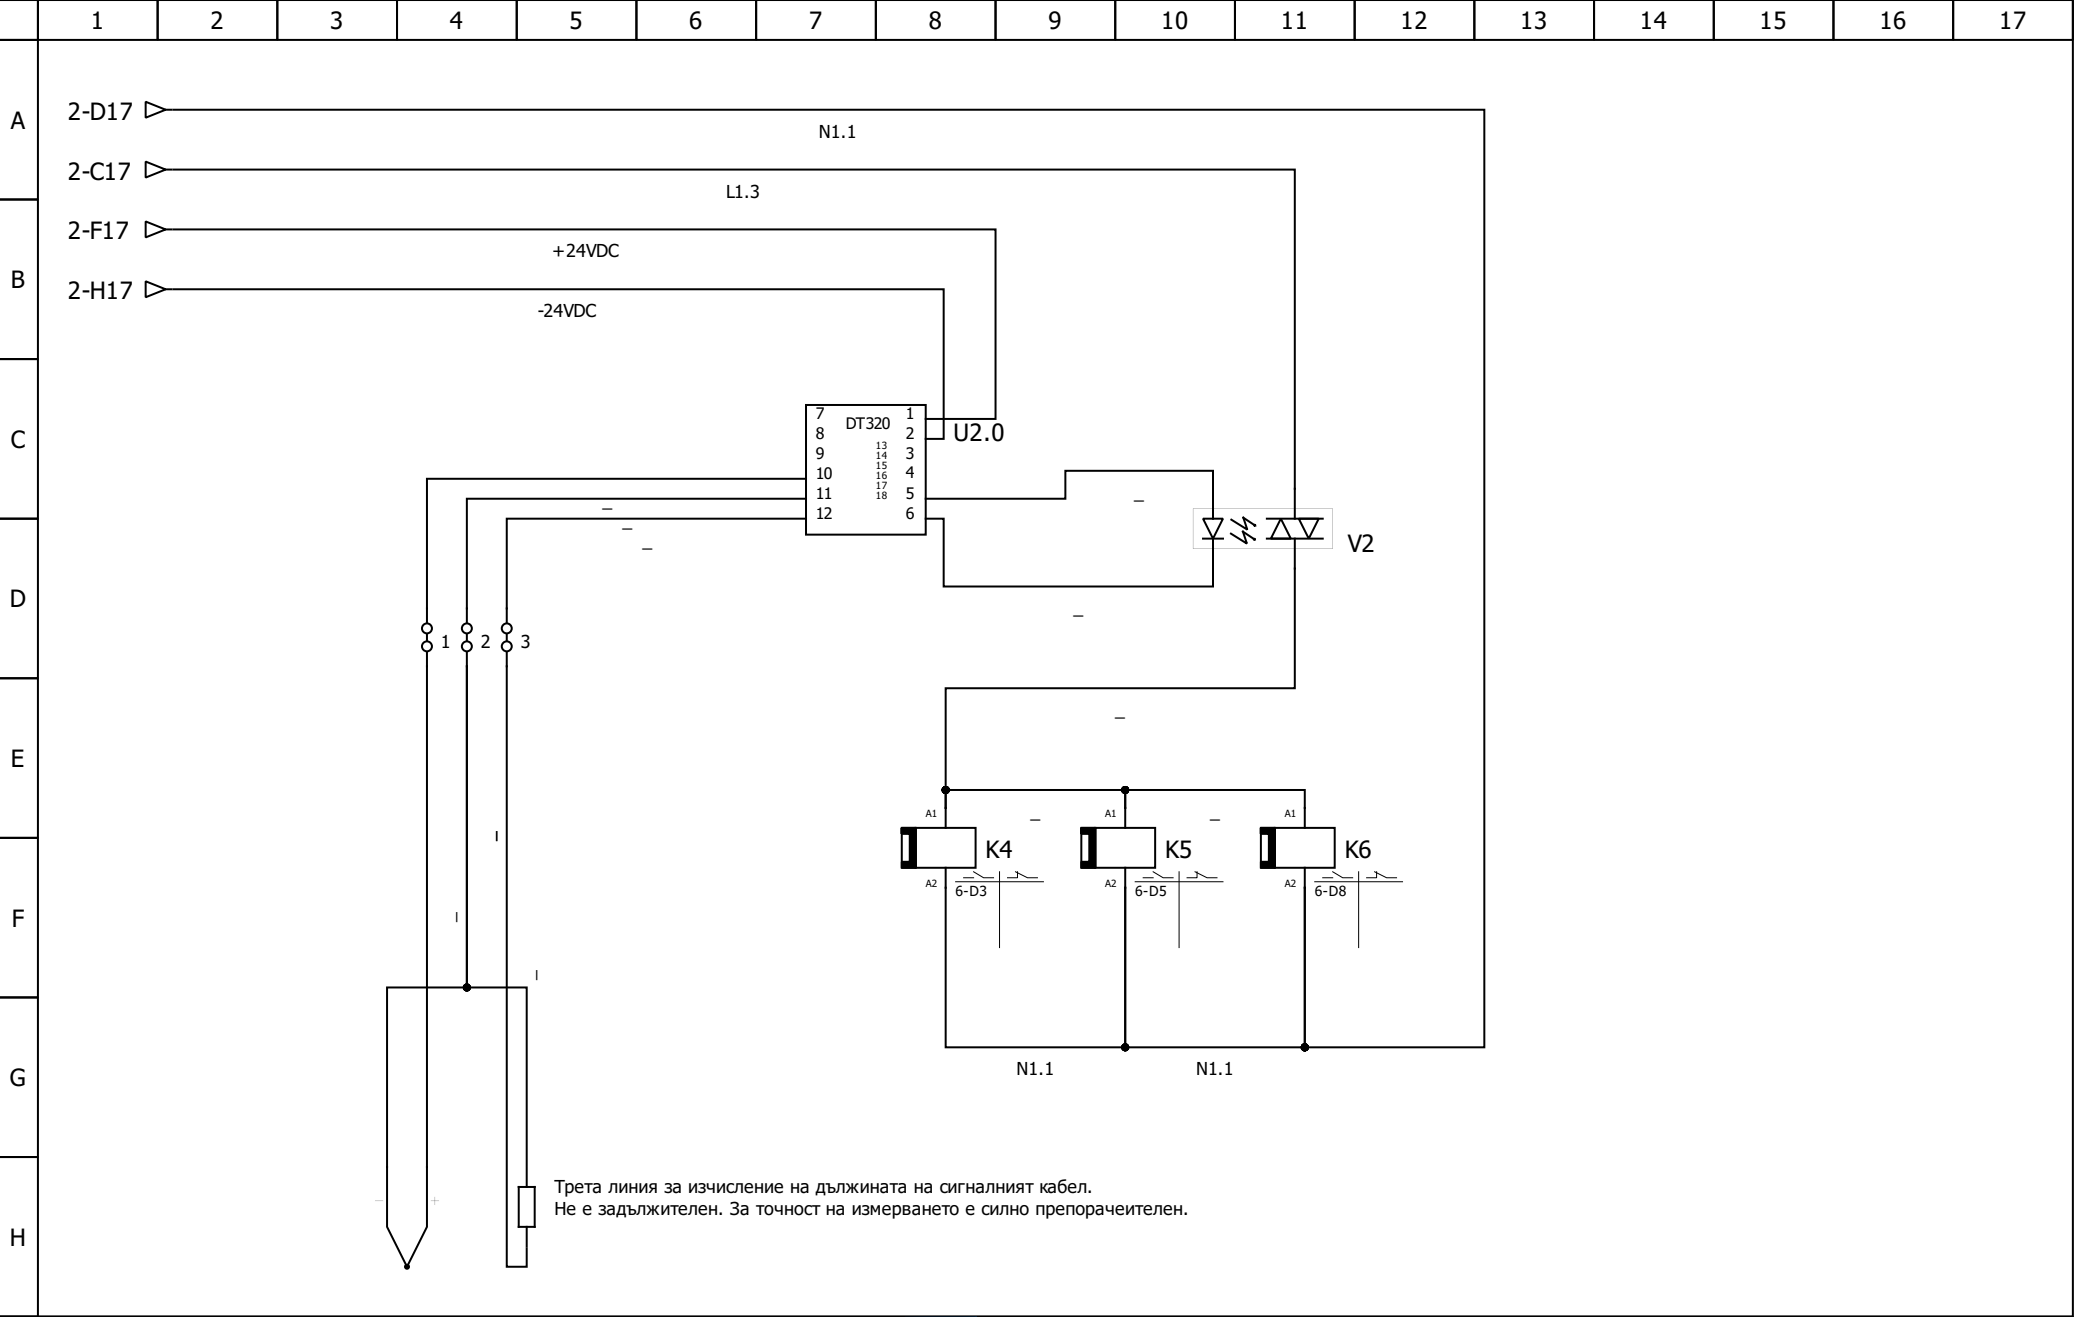 1 2 3 4 5 6 7 8 9 10 11 12 13 14 15 16 17
A
2-D17
N1.1
2-C17
L1.3
2-F17
+24VDC
B
2-H17
-24VDC
C
7 DT320 1
8 2 U2.0
13
9 14 3
15
10 16 4
17
11 18 5
12 6
V2
D
1 2 3
E
A1 A1 A1
K4 K5 K6
A2 A2 A2
6-D3 6-D5 6-D8
F
G
N1.1 N1.1
Трета линия за изчисление на дължината на сигналният кабел.
- +
Не е задължителен. За точност на измерването е силно препорачеителен.
H